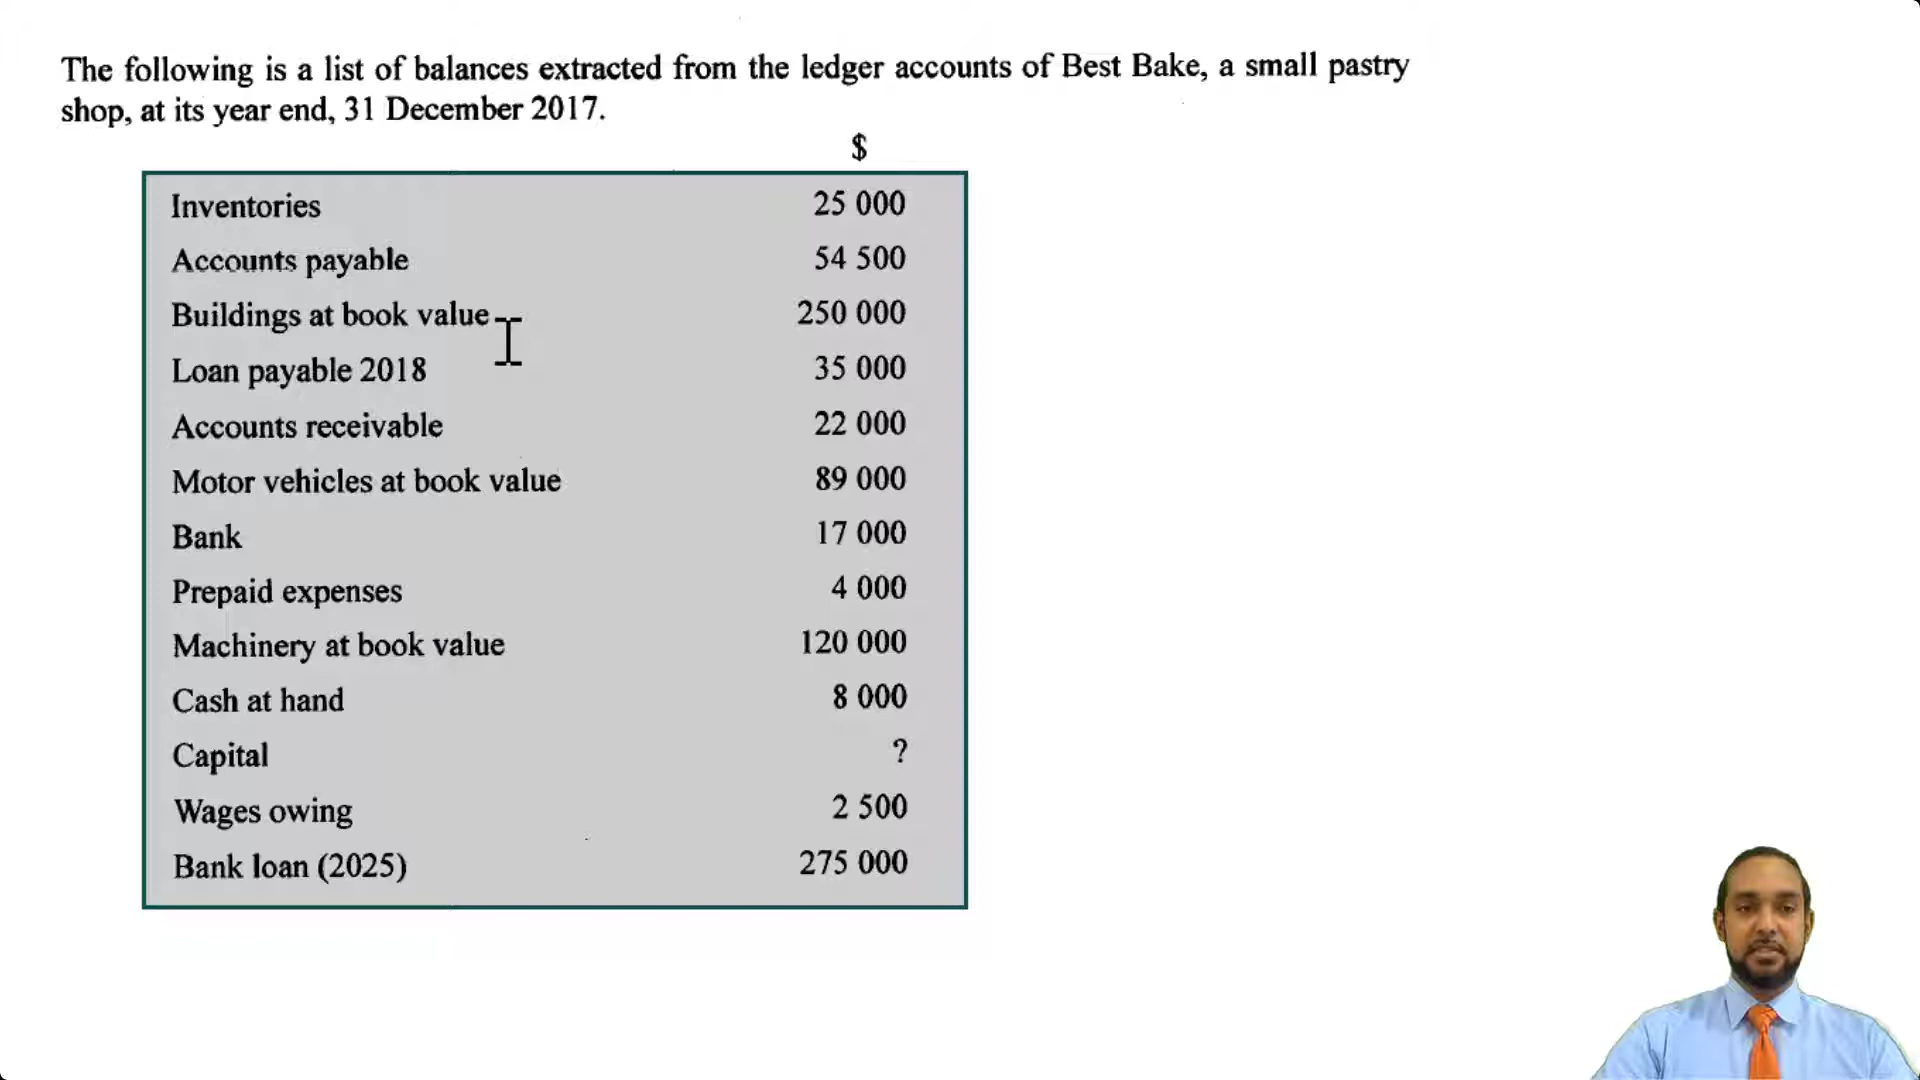 The following is a list of balances extracted from the ledger accounts of Best Bake, a small pastry
shop, at its year end, 31 December 2017.
$
Inventories 25 000
Accounts payable 54 500
Buildings at book value 250 000
Loan payable 2018 35 000
Accounts receivable 22 000
Motor vehicles at book value 89 000
Bank 17 000
Prepaid expenses 4 000
Machinery at book value 120 000
Cash at hand 8 000
Capital ?
Wages owing 2 500
Bank loan (2025) 275 000